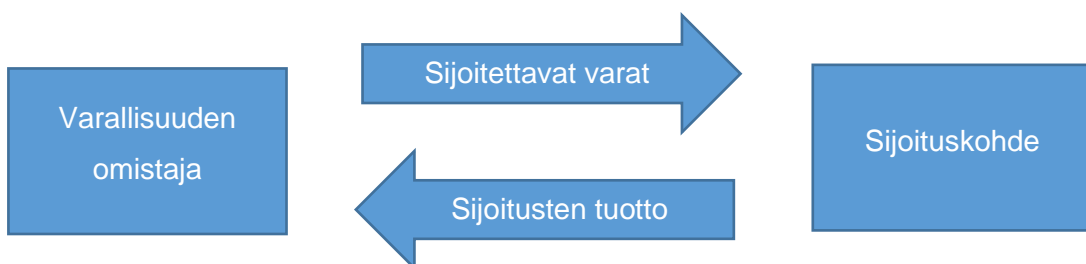 Sijoitettavat varat
Varallisuuden
omistaja
Sijoituskohde
Sijoitusten tuotto